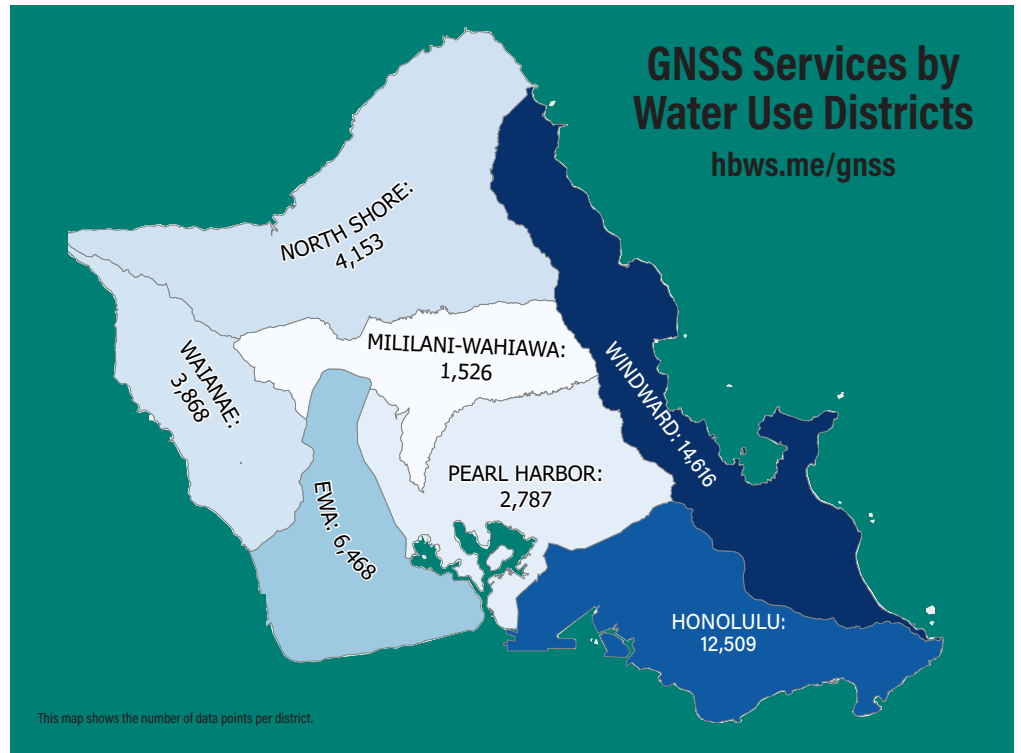 GNSS Services by
Water Use Districts
hbws.me/gnss
NORTH SHORE:
4,153
MILILANI-WAHIAWA:
1,526
WAIANAE:
3,868
WINDWARD: 14,616
PEARL HARBOR:
2,787
EWA: 6,468
HONOLULU:
12,509
This map shows the number of data points per district.